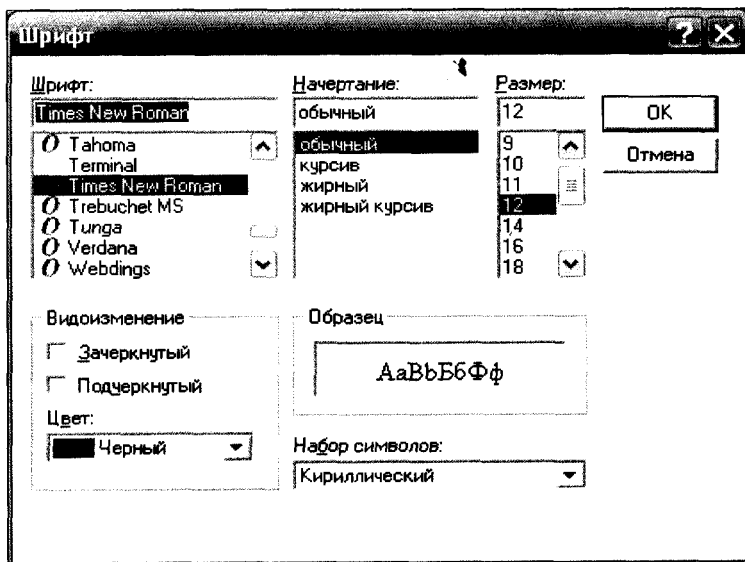 Шрифт
Шрифт:
Times New Roman
Tahoma
Terminal
Times New Roman
Trebuchet MS
Tunga
Verdana
Webdings
Начертание:
обычный
обычный
курсив
жирный
жирный курсив
Размер:
12
9
10
11
12
14
16
18
OK
Отмена
Видоизменение
Зачеркнутый
Подчеркнутый
Цвет:
Черный
Образец
АаВbБбФф
Набор символов:
Кириллический